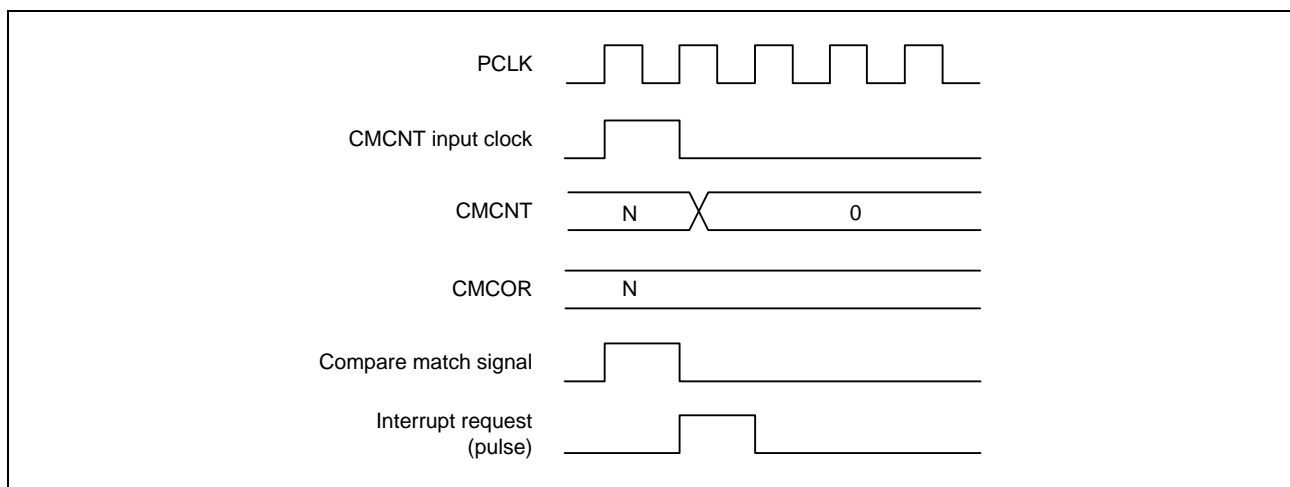 PCLK
CMCNT input clock
CMCNT
N
0
CMCOR
N
Compare match signal
Interrupt request
(pulse)